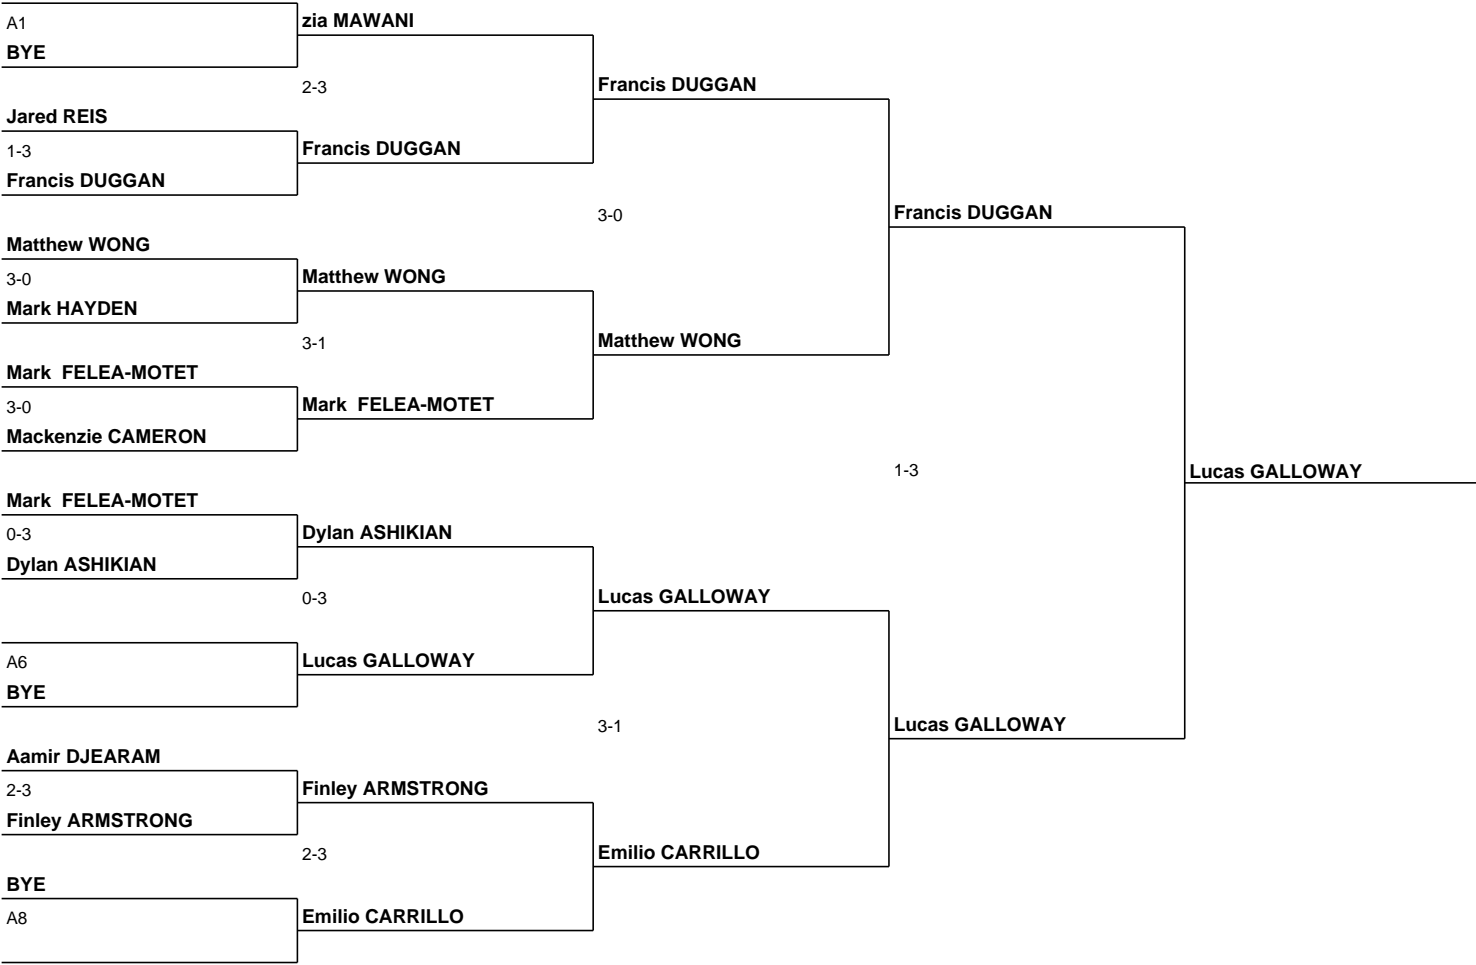 A1
BYE
zia MAWANI
2-3
Jared REIS
1-3
Francis DUGGAN
Francis DUGGAN
Francis DUGGAN
3-0
Matthew WONG
3-0
Mark HAYDEN
Matthew WONG
3-1
Mark  FELEA-MOTET
3-0
Mackenzie CAMERON
Mark  FELEA-MOTET
Matthew WONG
Francis DUGGAN
1-3
Mark  FELEA-MOTET
0-3
Dylan ASHIKIAN
Dylan ASHIKIAN
0-3
A6
BYE
Lucas GALLOWAY
Lucas GALLOWAY
3-1
Aamir DJEARAM
2-3
Finley ARMSTRONG
Finley ARMSTRONG
2-3
BYE
A8
Emilio CARRILLO
Emilio CARRILLO
Lucas GALLOWAY
Lucas GALLOWAY